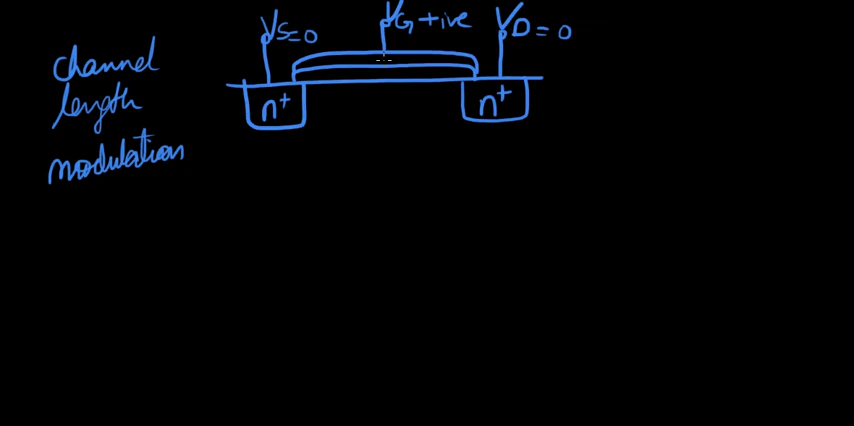 VS=0
VG +ive
VD=0
channel
length
modulation
n+
n+